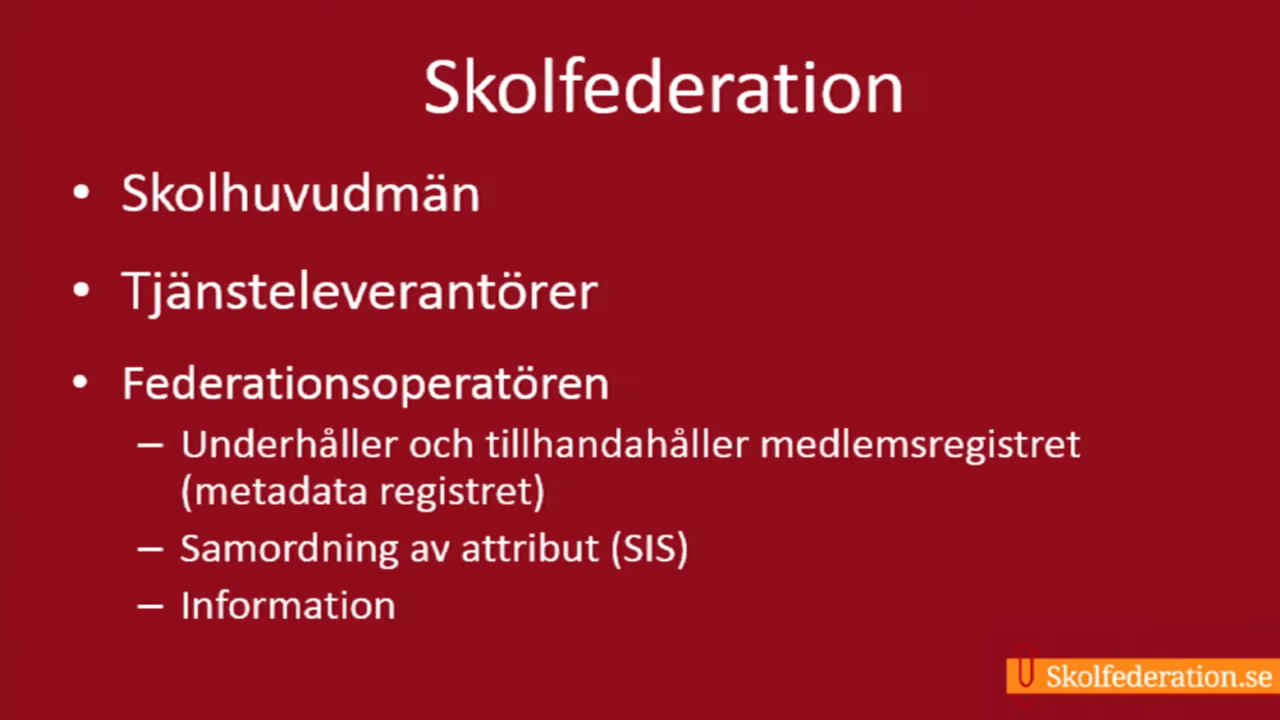 Skolfederation
• Skolhuvudmän
• Tjänsteleverantörer
• Federationsoperatören
– Underhåller och tillhandahåller medlemsregistret
(metadata registret)
– Samordning av attribut (SIS)
– Information
Skolfederation.se